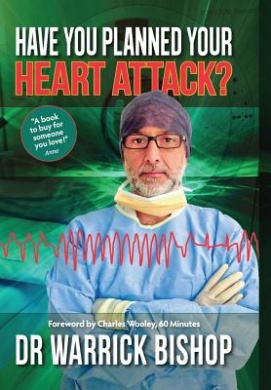 HAVE YOU PLANNED YOUR
HEART ATTACK?
"A book
to buy for
someone
you love!"
Anna
Foreword by Charles Wooley, 60 Minutes
DR WARRICK BISHOP